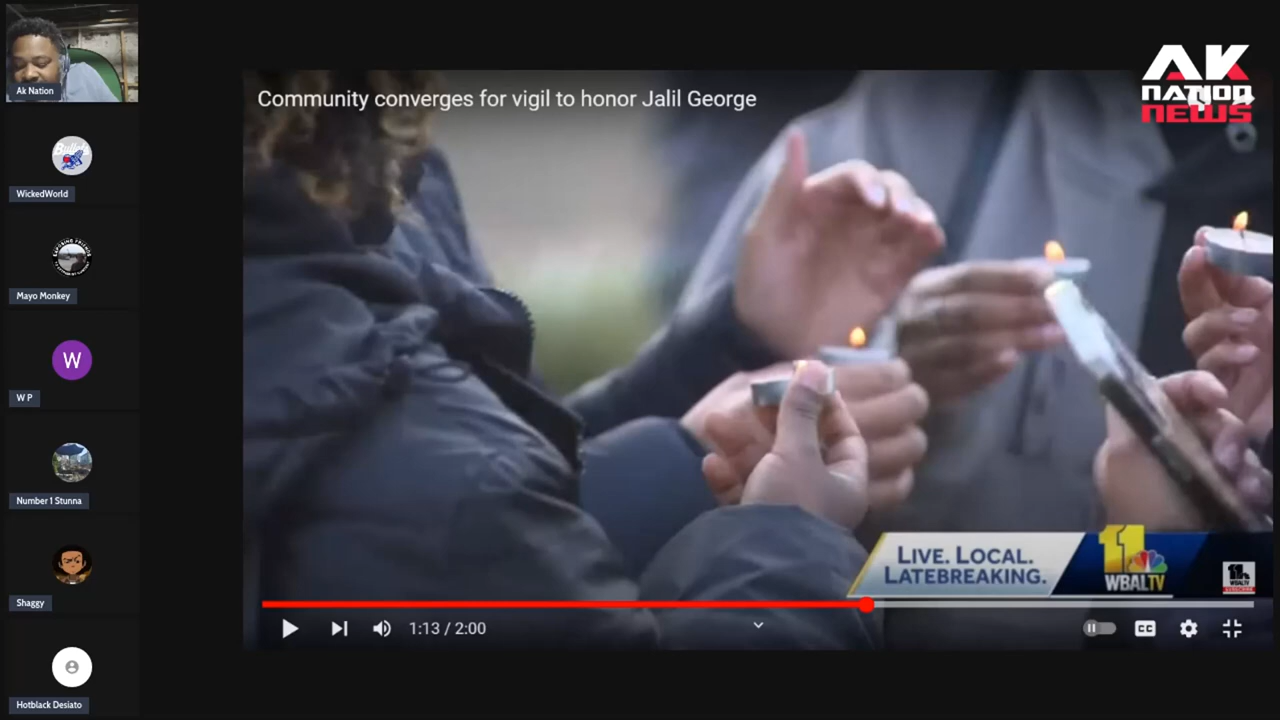 Ak Nation
WickedWorld
Mayo Monkey
W
W P
Number 1 Stunna
Shaggy
Hotblack Desiato
Community converges for vigil to honor Jalil George
AK
NATION
NEWS
LIVE. LOCAL.
LATEBREAKING.
11
WBALTV
1:13 / 2:00
CC